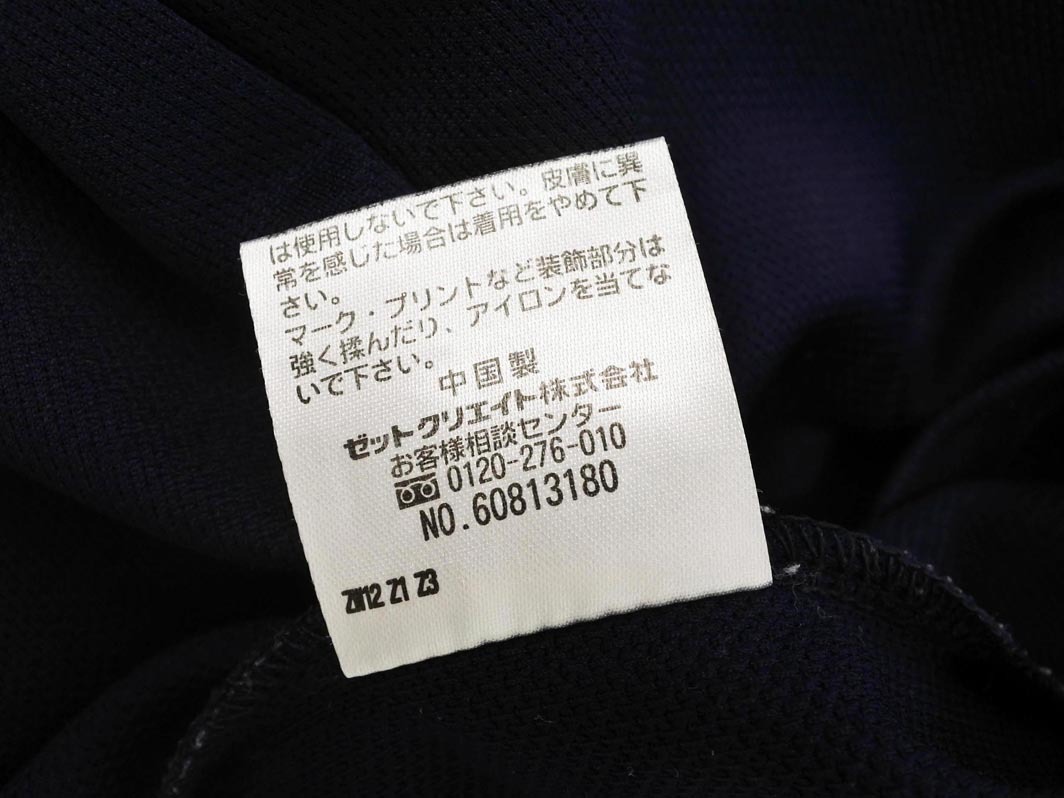 は使用しないで下さい。皮膚に異
常を感じた場合は着用をやめて下
さい。
マーク・プリントなど装飾部分は
強く揉んだり、アイロンを当てな
いで下さい。
中国製
ゼットクリエイト株式会社
お客様相談センター
0120-276-010
NO.60813180
ZW12 Z1 Z3